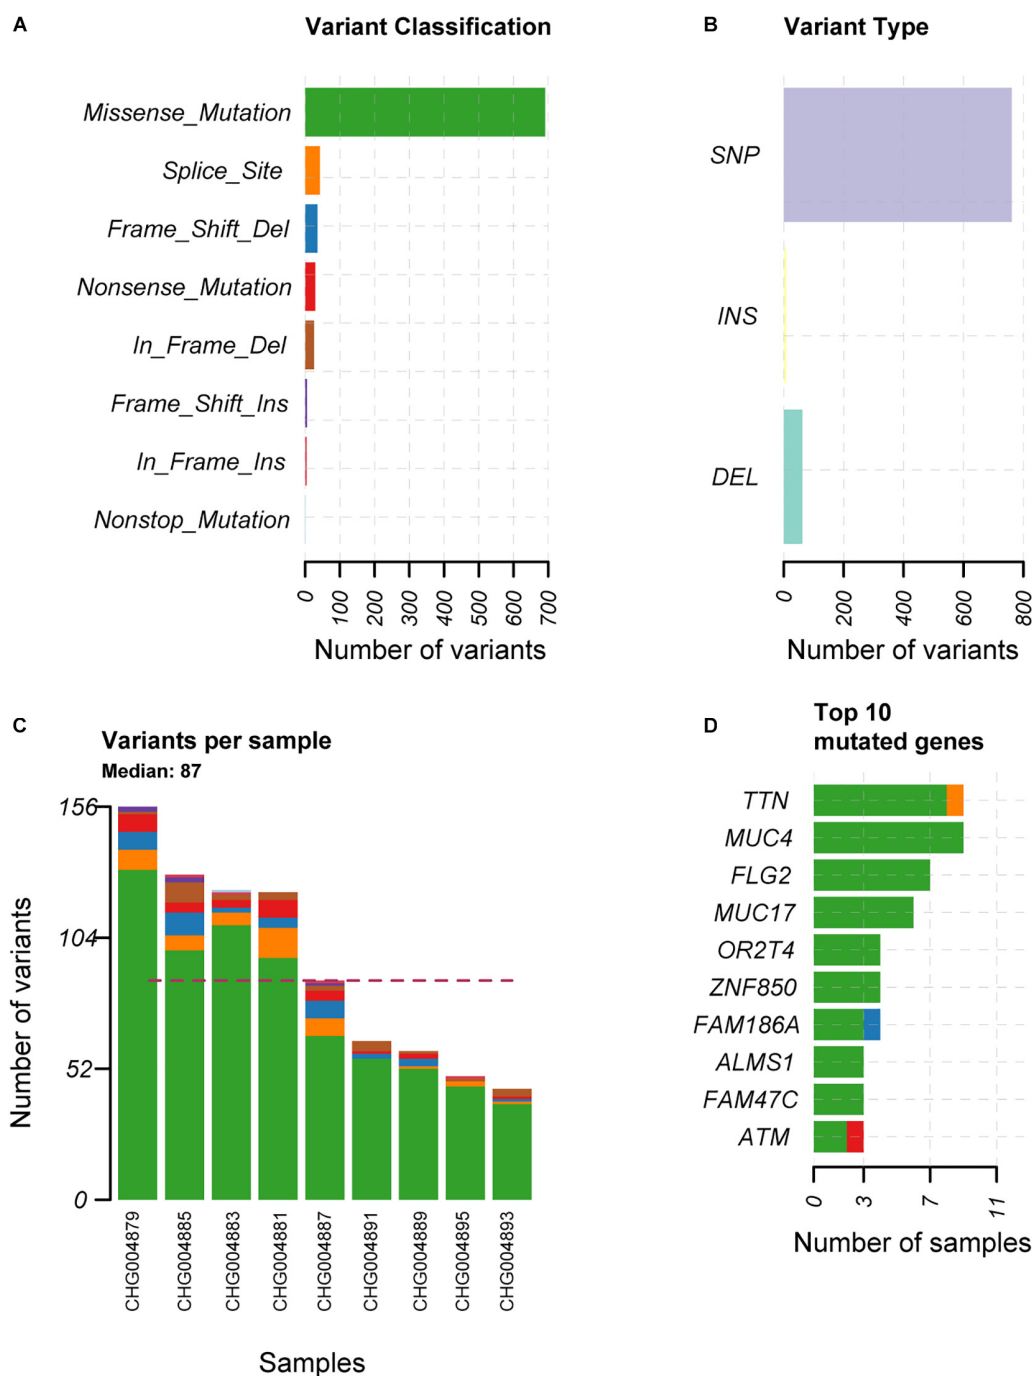 A
Variant Classification
Missense_Mutation
Splice_Site
Frame_Shift_Del
Nonsense_Mutation
In_Frame_Del
Frame_Shift_Ins
In_Frame_Ins
Nonstop_Mutation
0 100 200 300 400 500 600 700
Number of variants
B
Variant Type
SNP
INS
DEL
0 200 400 600 800
Number of variants
C
Variants per sample
Median: 87
Number of variants
156
104
52
0
CHG004879 CHG004885 CHG004883 CHG004881 CHG004887 CHG004891 CHG004889 CHG004895 CHG004893
Samples
D
Top 10
mutated genes
TTN
MUC4
FLG2
MUC17
OR2T4
ZNF850
FAM186A
ALMS1
FAM47C
ATM
0 3 7 11
Number of samples